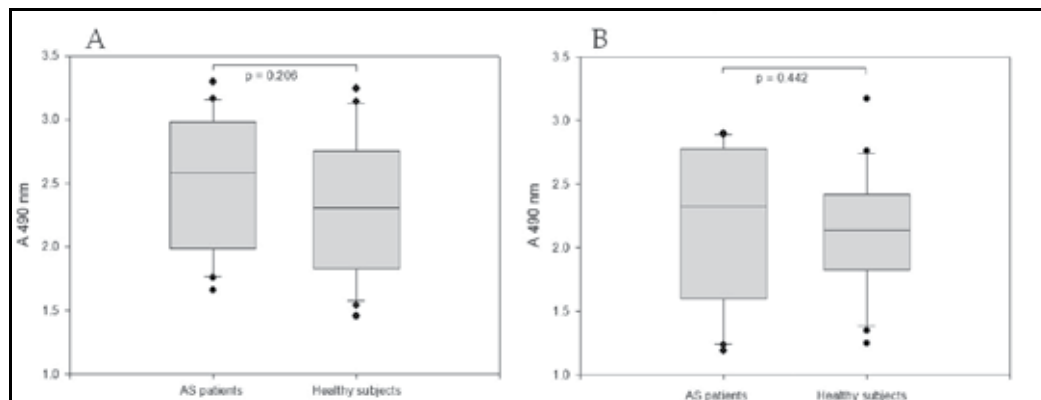 A
3.5
p = 0.206
3.0
2.5
2.0
1.5
1.0
A 490 nm
AS patients
Healthy subjects
B
3.5
p = 0.442
3.0
2.5
2.0
1.5
1.0
A 490 nm
AS patients
Healthy subjects